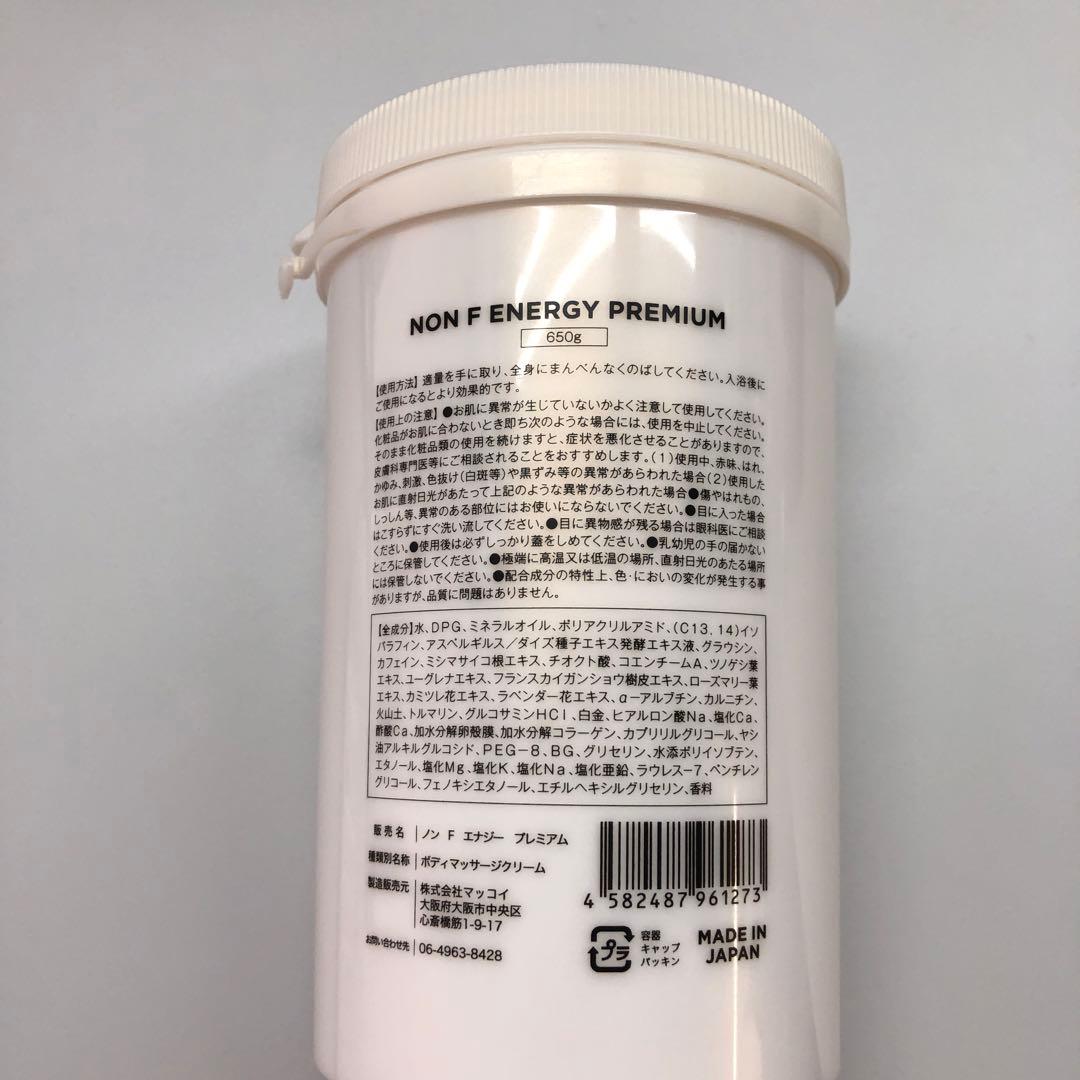 NON F ENERGY PREMIUM
650g
【使用方法】適量を手に取り、全身にまんべんなくのばしてください。入浴後に
ご使用になるとより効果的です。
【使用上の注意】●お肌に異常が生じていないかよく注意して使用してください。
化粧品がお肌に合わないとき即ち次のような場合には、使用を中止してください。
そのまま化粧品類の使用を続けますと、症状を悪化させることがありますので、
皮膚科専門医等にご相談されることをおすすめします。(1)使用中、赤味、はれ、
かゆみ、刺激、色抜け(白斑等)や黒ずみ等の異常があらわれた場合(2)使用した
お肌に直射日光があたって上記のような異常があらわれた場合●傷やはれもの、
しっしん等、異常のある部位にはお使いにならないでください。●目に入った場合
はこすらずにすぐ洗い流してください。●目に異物感が残る場合は眼科医にご相談
ください。●使用後は必ずしっかり蓋をしめてください。●乳幼児の手の届かない
ところに保管してください。●極端に高温又は低温の場所、直射日光のあたる場所
には保管しないでください。●配合成分の特性上、色・においの変化が発生する事
がありますが、品質に問題はありません。
【全成分】水、DPG、ミネラルオイル、ポリアクリルアミド、(C13,14)イソ
パラフィン、アスペルギルス/ダイズ種子エキス発酵エキス液、グラウシン、
カフェイン、ミシマサイコ根エキス、チオクト酸、コエンチームA、ツノゲシ葉
エキス、ユーグレナエキス、フランスカイガンショウ樹皮エキス、ローズマリー葉
エキス、カミツレ花エキス、ラベンダー花エキス、α-アルブチン、カルニチン、
火山土、トルマリン、グルコサミンHCl、白金、ヒアルロン酸Na、塩化Ca、
酢酸Ca、加水分解卵殻膜、加水分解コラーゲン、カプリリルグリコール、ヤシ
油アルキルグルコシド、PEG-8、BG、グリセリン、水添ポリイソブテン、
エタノール、塩化Mg、塩化K、塩化Na、塩化亜鉛、ラウレス-7、ペンチレン
グリコール、フェノキシエタノール、エチルヘキシルグリセリン、香料
販売名 ノン F エナジー プレミアム
種類別名称 ボディマッサージクリーム
製造販売元 株式会社マッコイ
大阪府大阪市中央区
心斎橋筋1-9-17
お問い合わせ先 06-4963-8428
4 582487 961273
プラ
容器
キャップ
パッキン
MADE IN
JAPAN